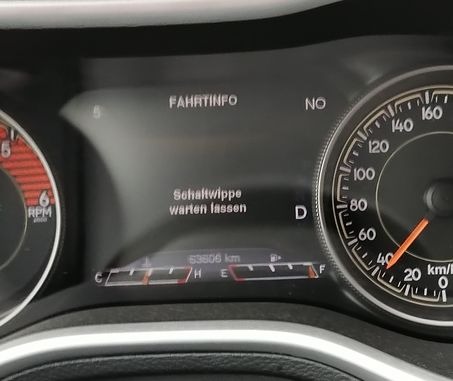 FAHRTINFO
NO
Schaltwippe
warten lassen
D
63606 km
C H E F
5
6
RPM
160
140
120
100
80
60
40
20
0
km/h